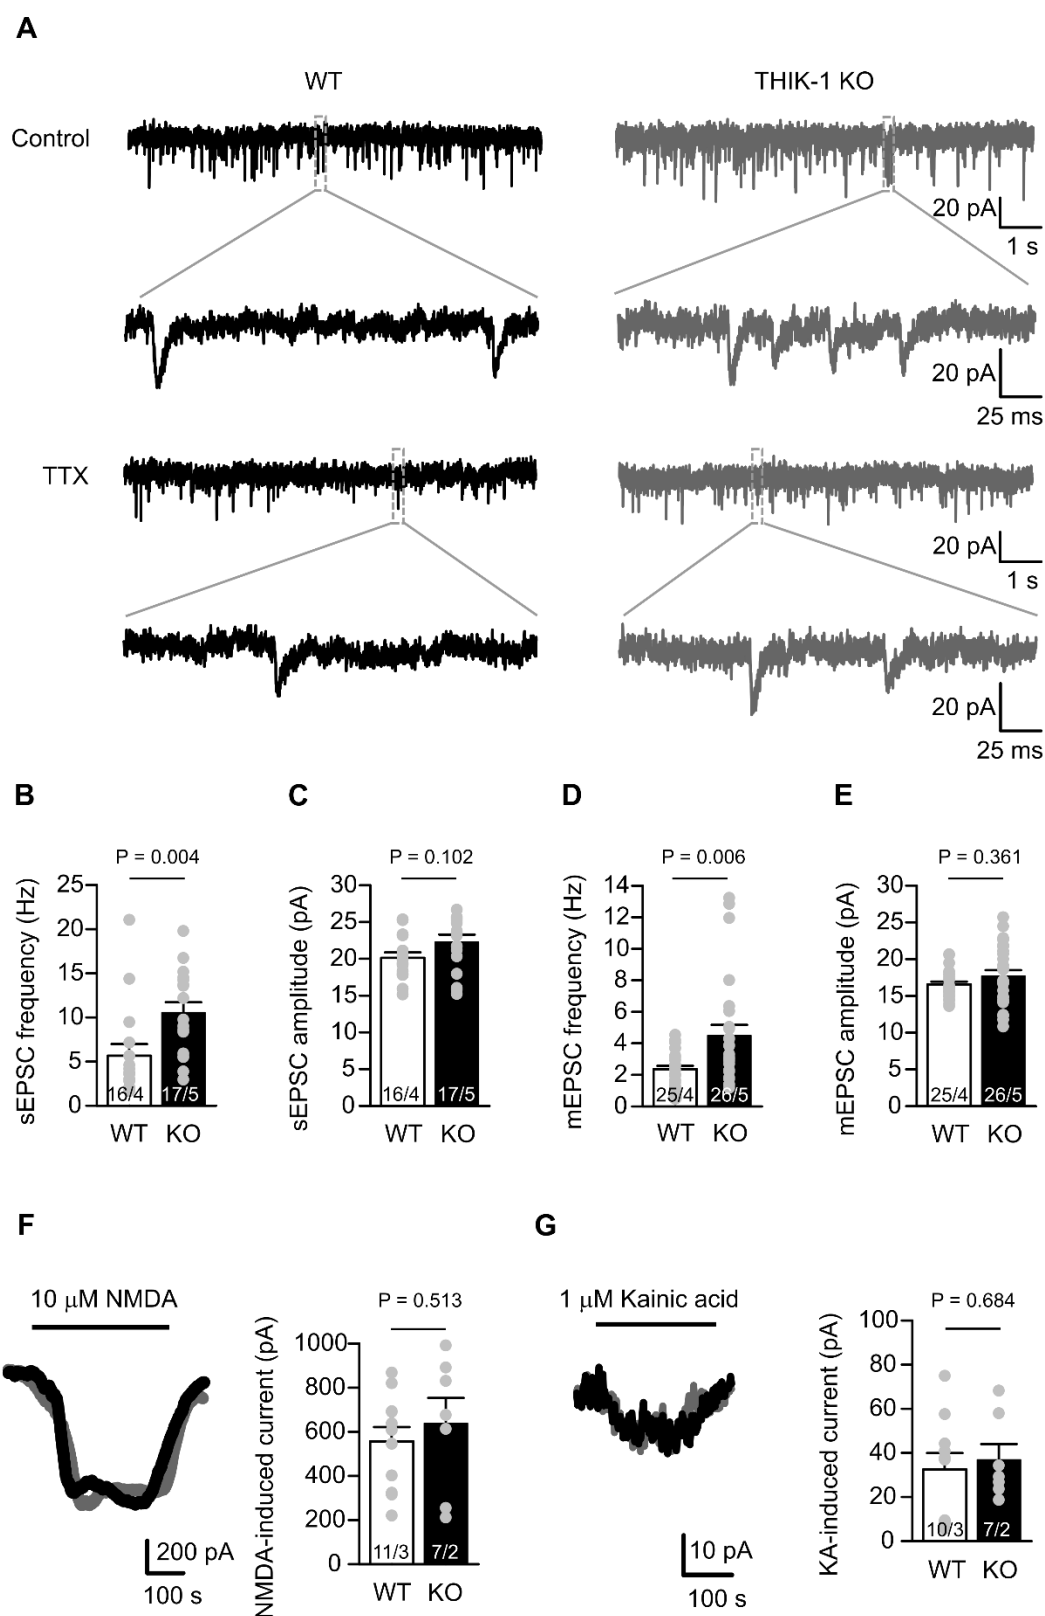 A
WT
THIK-1 KO
Control
20 pA
1 s
20 pA
25 ms
TTX
20 pA
1 s
20 pA
25 ms
B
C
D
E
P = 0.004
P = 0.102
P = 0.006
P = 0.361
sEPSC frequency (Hz)
25
20
15
10
5
0
16/4
17/5
WT
KO
sEPSC amplitude (pA)
30
25
20
15
10
5
0
16/4
17/5
WT
KO
mEPSC frequency (Hz)
14
12
10
8
6
4
2
0
25/4
26/5
WT
KO
mEPSC amplitude (pA)
30
25
20
15
10
5
0
25/4
26/5
WT
KO
F
10 μM NMDA
200 pA
100 s
P = 0.513
NMDA-induced current (pA)
1000
800
600
400
200
0
11/3
7/2
WT
KO
G
1 μM Kainic acid
10 pA
100 s
P = 0.684
KA-induced current (pA)
100
80
60
40
20
0
10/3
7/2
WT
KO